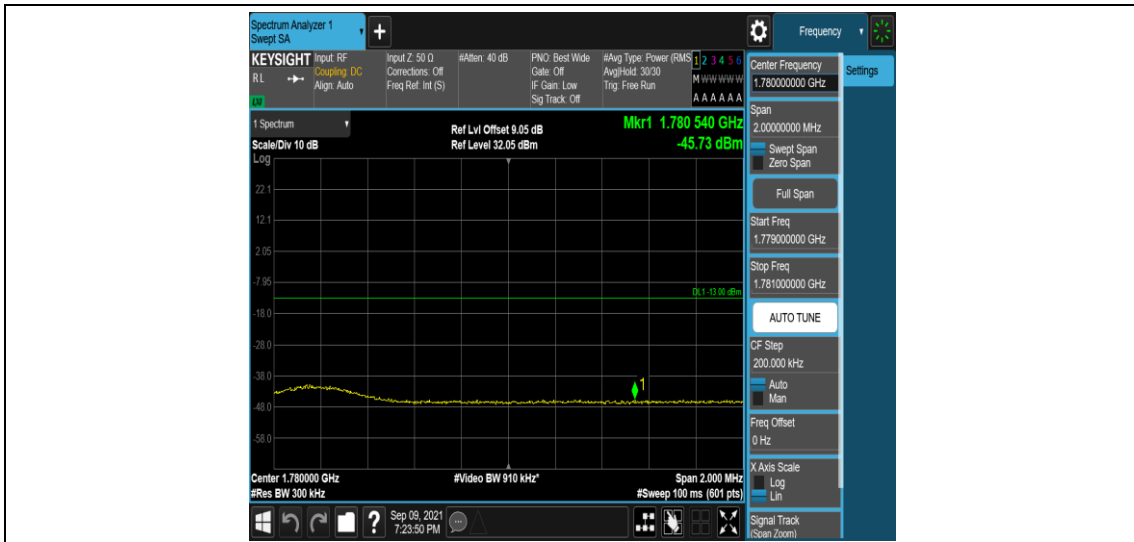 Spectrum Analyzer 1
Swept SA
+
Frequency
KEYSIGHT
RL
LXI
Input: RF
Coupling: DC
Align: Auto
Input Z: 50 Ω
Corrections: Off
Freq Ref: Int (S)
#Atten: 40 dB
PNO: Best Wide
Gate: Off
IF Gain: Low
Sig Track: Off
#Avg Type: Power (RMS
Avg|Hold: 30/30
Trig: Free Run
1 2 3 4 5 6
M W W W W W
A A A A A A
1 Spectrum
Scale/Div 10 dB
Ref Lvl Offset 9.05 dB
Ref Level 32.05 dBm
Mkr1 1.780 540 GHz
-45.73 dBm
Log
22.1
12.1
2.05
-7.95
DL1 -13.00 dBm
-18.0
-28.0
-38.0
1
-48.0
-58.0
Center 1.780000 GHz
#Res BW 300 kHz
#Video BW 910 kHz*
Span 2.000 MHz
#Sweep 100 ms (601 pts)
Center Frequency
1.780000000 GHz
Settings
Span
2.00000000 MHz
Swept Span
Zero Span
Full Span
Start Freq
1.779000000 GHz
Stop Freq
1.781000000 GHz
AUTO TUNE
CF Step
200.000 kHz
Auto
Man
Freq Offset
0 Hz
X Axis Scale
Log
Lin
Signal Track
(Span Zoom)
?
Sep 09, 2021
7:23:50 PM